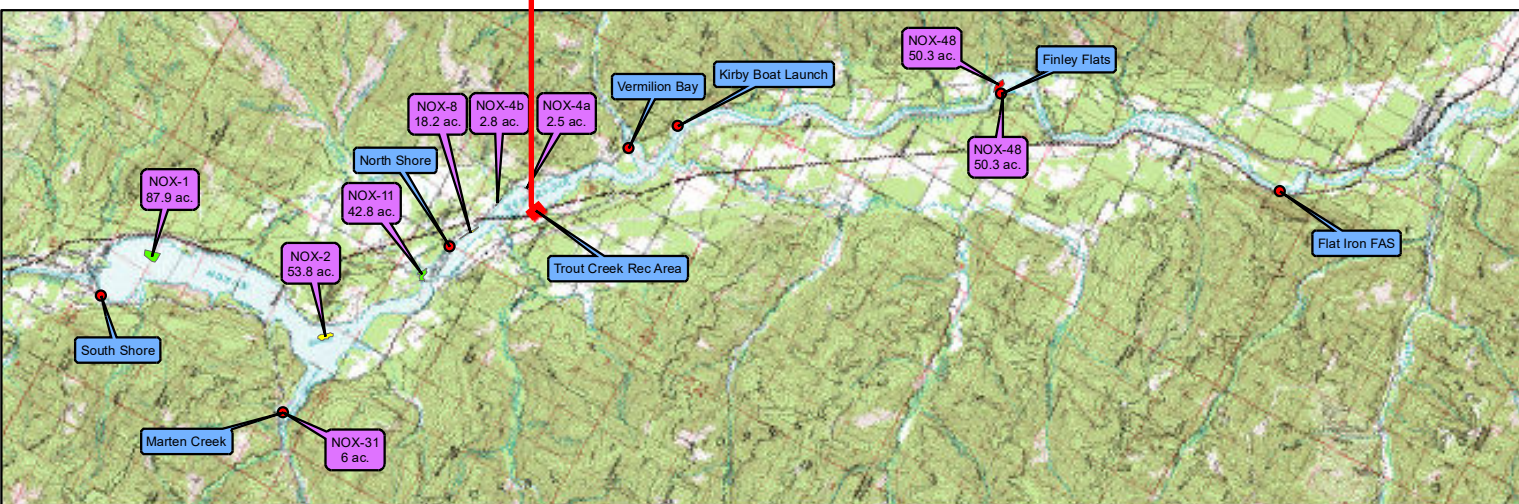 NOX-48
50.3 ac.
Finley Flats
Kirby Boat Launch
Vermilion Bay
NOX-8
18.2 ac.
NOX-4b
2.8 ac.
NOX-4a
2.5 ac.
North Shore
NOX-48
50.3 ac.
NOX-1
87.9 ac.
NOX-11
42.8 ac.
Flat Iron FAS
NOX-2
53.8 ac.
Trout Creek Rec Area
South Shore
Marten Creek
NOX-31
6 ac.